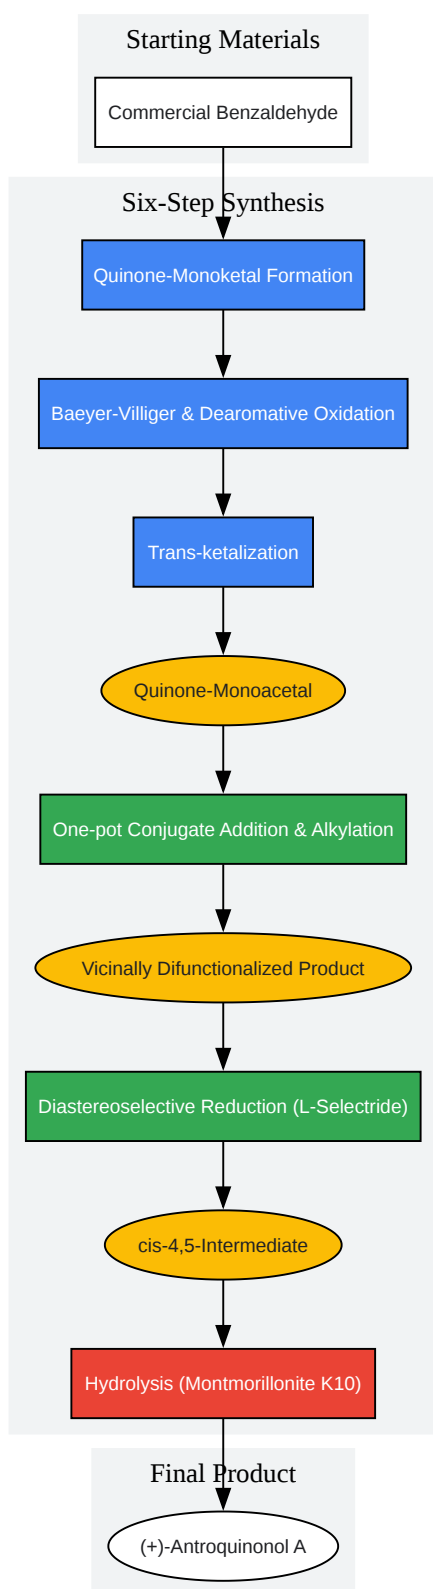 Starting Materials
Commercial Benzaldehyde
Six-Step Synthesis
Quinone-Monoketal Formation
Baeyer-Villiger & Dearomative Oxidation
Trans-ketalization
Quinone-Monoacetal
One-pot Conjugate Addition & Alkylation
Vicinally Difunctionalized Product
Diastereoselective Reduction (L-Selectride)
cis-4,5-Intermediate
Hydrolysis (Montmorillonite K10)
Final Product
(+)-Antroquinonol A